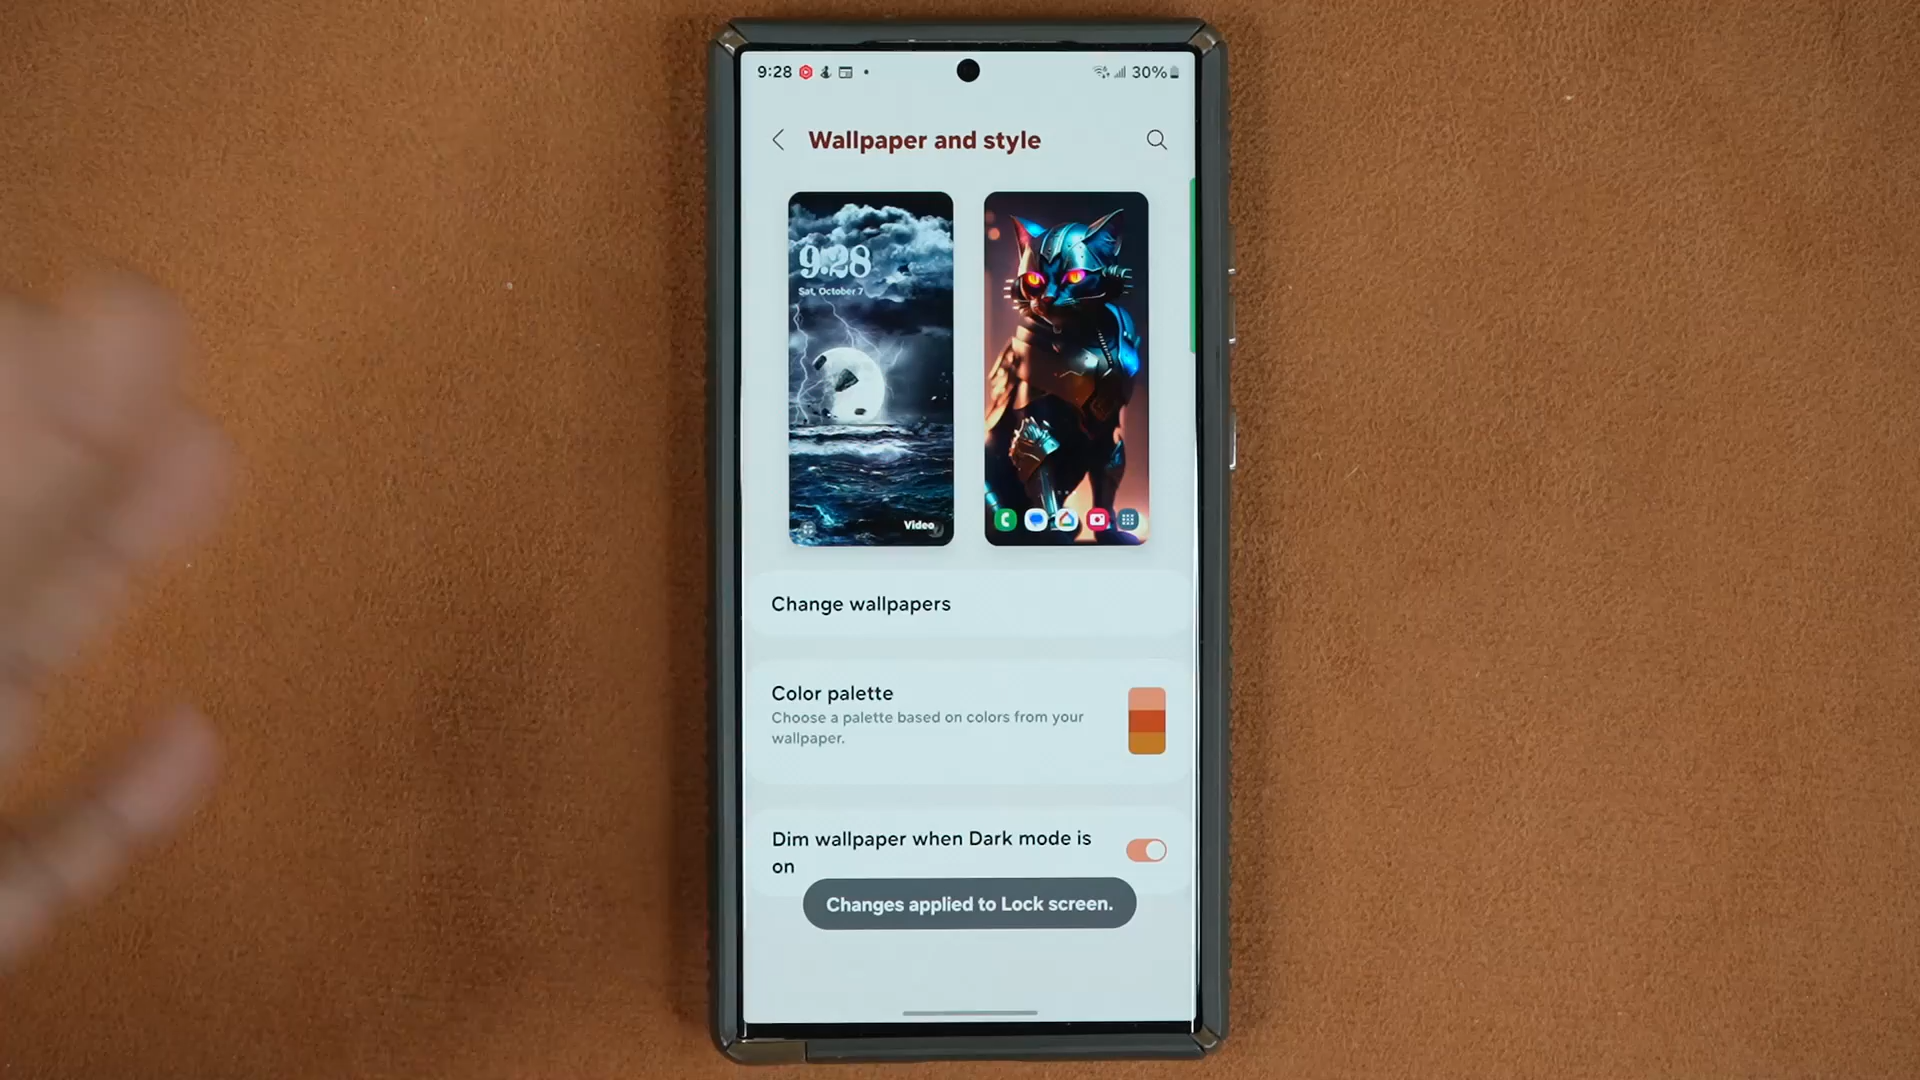 9:28
30%
Wallpaper and style
9:28
Sat, October 7
Video
Change wallpapers
Color palette
Choose a palette based on colors from your
wallpaper.
Dim wallpaper when Dark mode is
on
Changes applied to Lock screen.